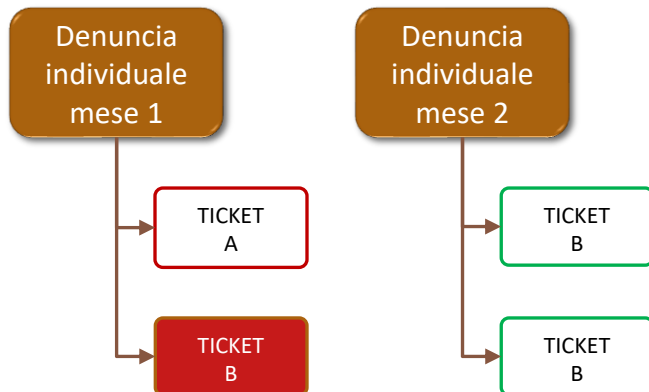 Denuncia
individuale
mese 1
TICKET
A
TICKET
B
Denuncia
individuale
mese 2
TICKET
B
TICKET
B